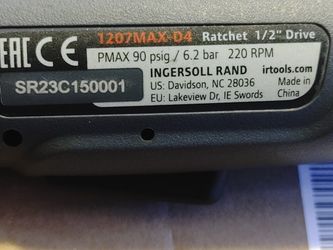 1207MAX-D4 Ratchet 1/2" Drive
EAC CE PMAX 90 psig / 6.2 bar 220 RPM
SR23C150001
INGERSOLL RAND irtools.com
US: Davidson, NC 28036 Made in
EU: Lakeview Dr, IE Swords China